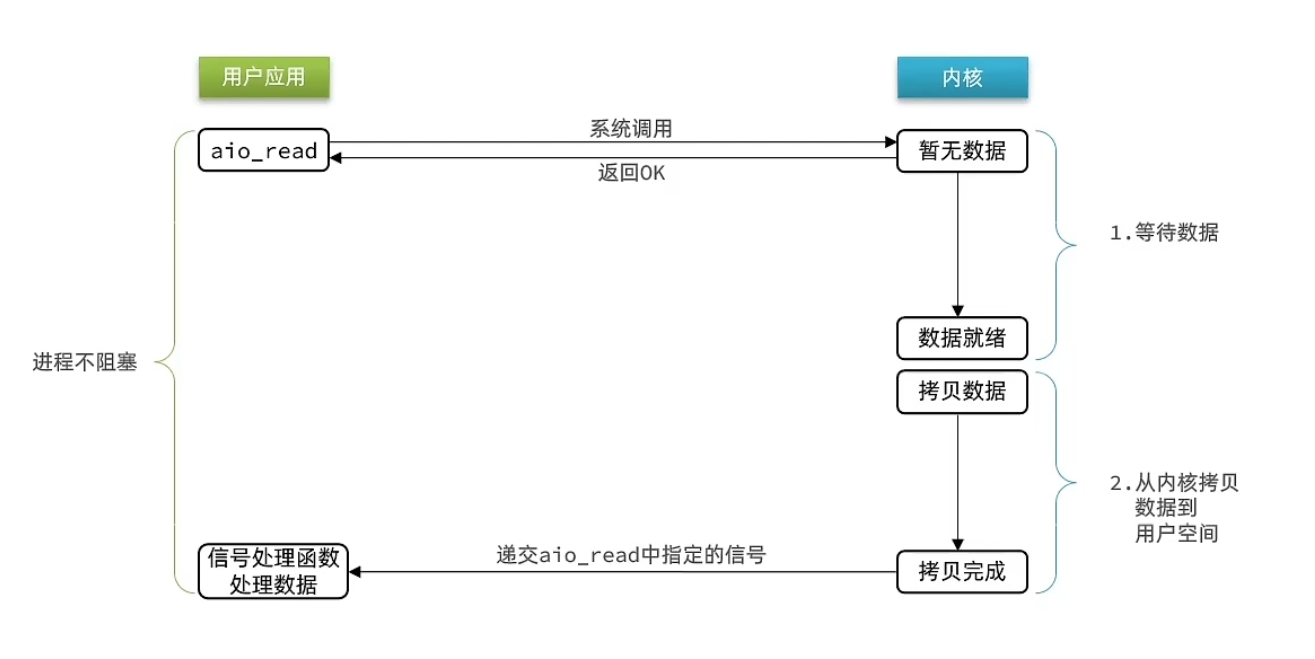 用户应用
内核
系统调用
aio_read
暂无数据
返回OK
1.等待数据
数据就绪
进程不阻塞
拷贝数据
2.从内核拷贝
数据到
用户空间
信号处理函数
处理数据
递交aio_read中指定的信号
拷贝完成